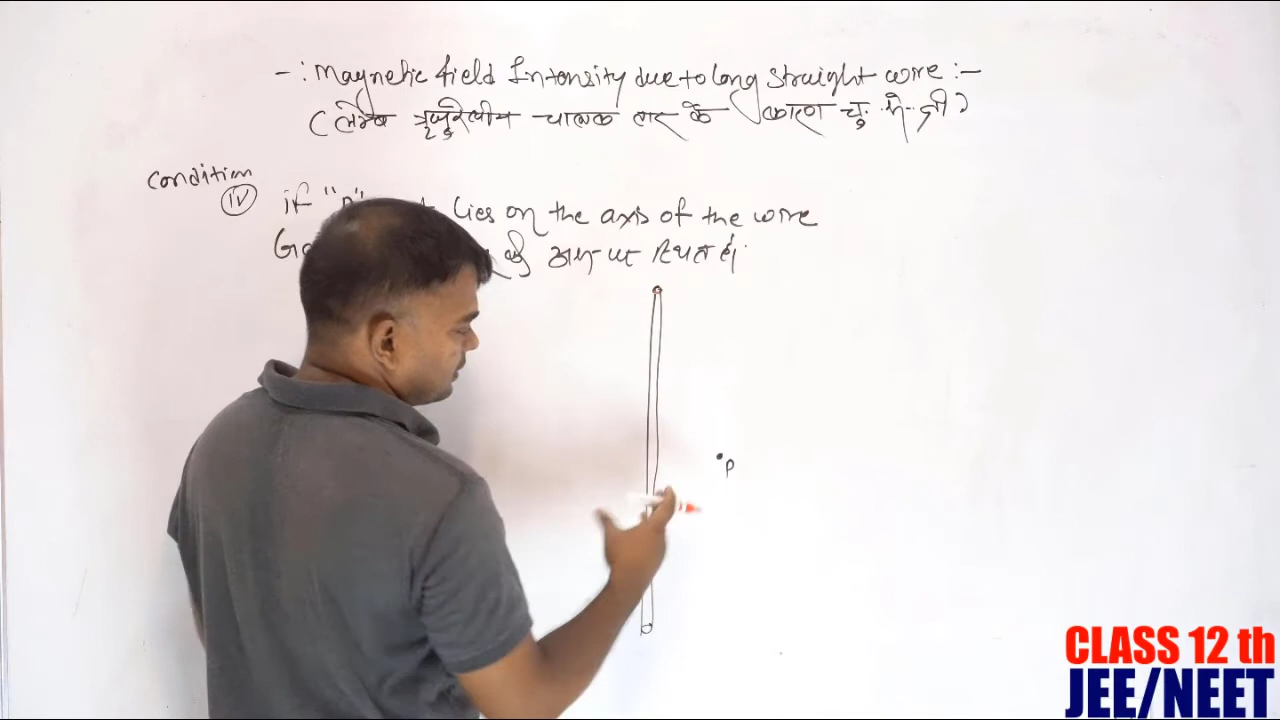 -: Magnetic field Intensity due to long straight wire :-
(लम्बे ऋजुरेखीय चालक तार के कारण चु. क्षे. ती)
Condition
(iv) if "P" lies on the axis of the wire
की अक्ष पर स्थित है।
P
CLASS 12 th
JEE/NEET